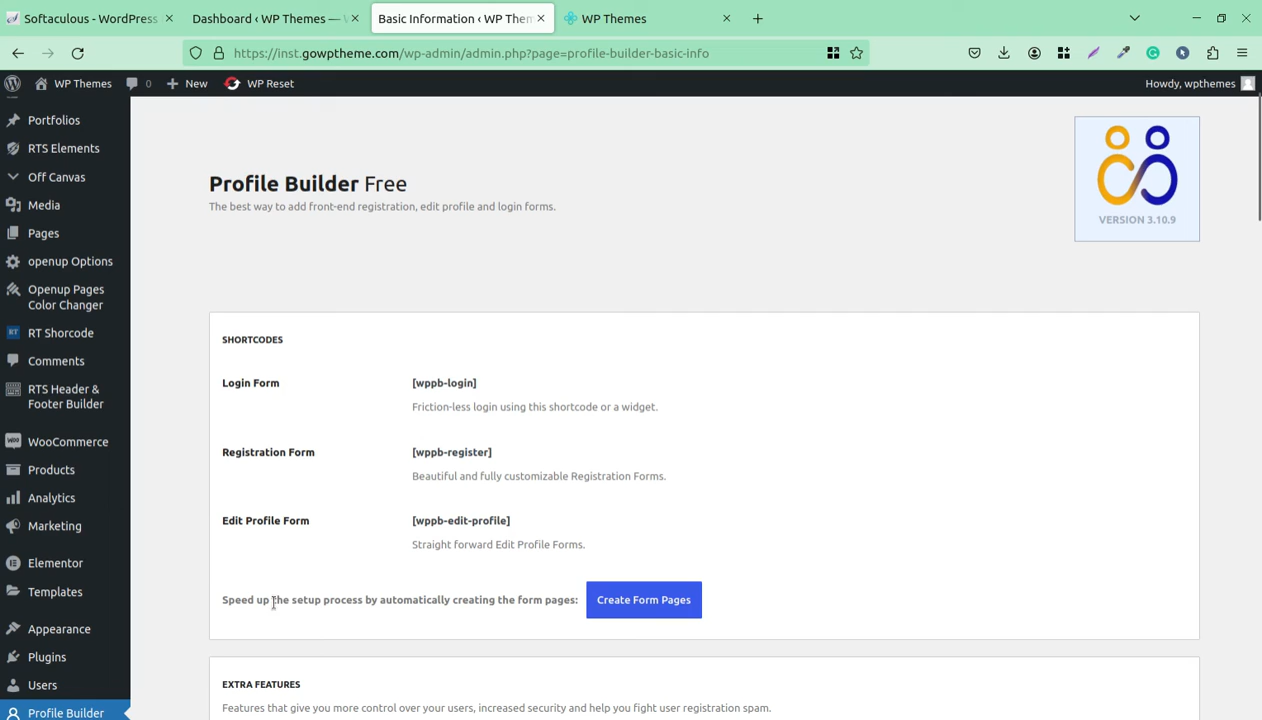 Softaculous - WordPress
Dashboard ‹ WP Themes —
Basic Information ‹ WP Them
WP Themes
https://inst.gowptheme.com/wp-admin/admin.php?page=profile-builder-basic-info
WP Themes
0
New
WP Reset
Howdy, wpthemes
Portfolios
RTS Elements
Off Canvas
Media
Pages
openup Options
Openup Pages
Color Changer
RT
RT Shorcode
Comments
RTS Header &
Footer Builder
WooCommerce
Products
Analytics
Marketing
Elementor
Templates
Appearance
Plugins
Users
Profile Builder
Profile Builder Free
The best way to add front-end registration, edit profile and login forms.
VERSION 3.10.9
SHORTCODES
Login Form
[wppb-login]
Friction-less login using this shortcode or a widget.
Registration Form
[wppb-register]
Beautiful and fully customizable Registration Forms.
Edit Profile Form
[wppb-edit-profile]
Straight forward Edit Profile Forms.
Speed up the setup process by automatically creating the form pages:
Create Form Pages
EXTRA FEATURES
Features that give you more control over your users, increased security and help you fight user registration spam.